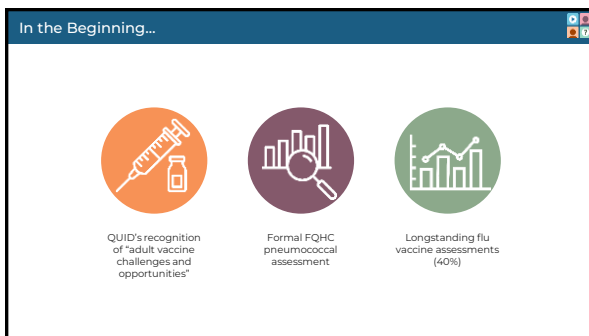 In the Beginning...
QUID's recognition
of "adult vaccine
challenges and
opportunities"
Formal FQHC
pneumococcal
assessment
Longstanding flu
vaccine assessments
(40%)
?